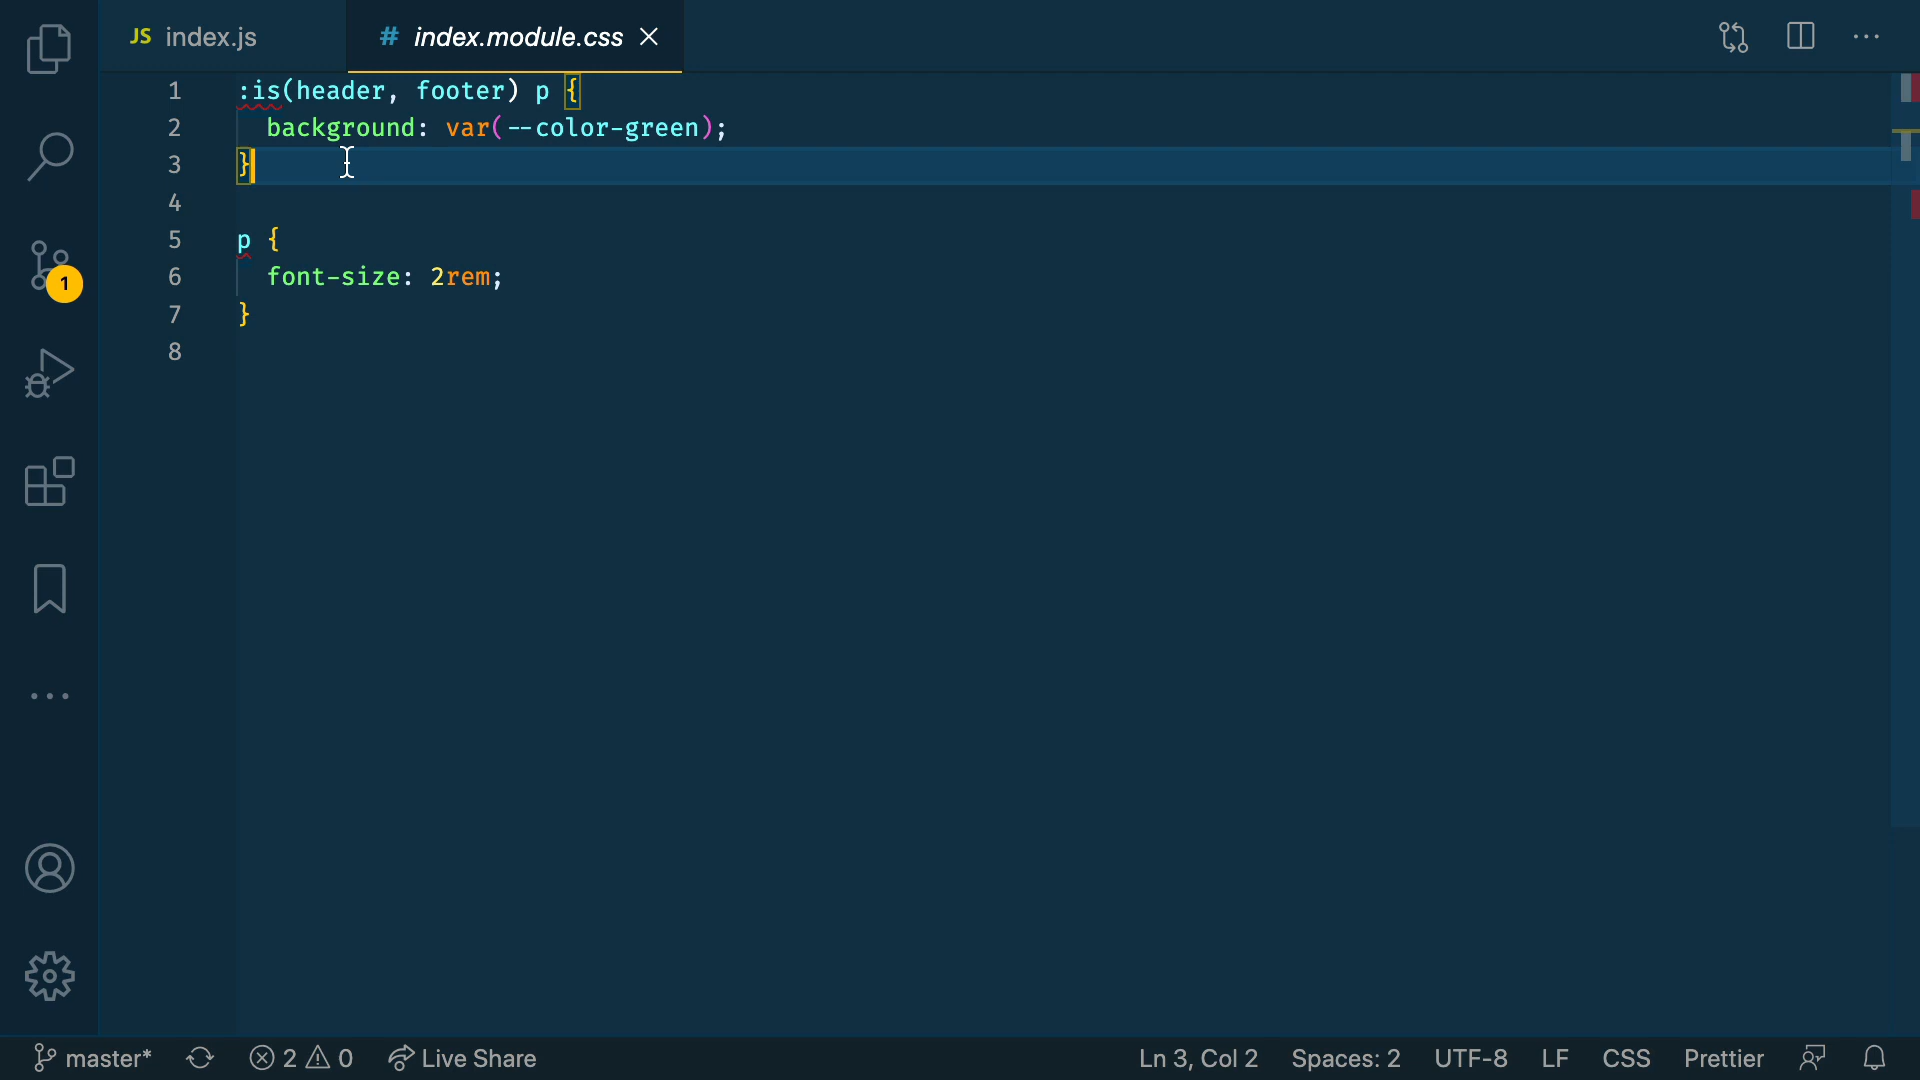 JS index.js # index.module.css
1 :is(header, footer) p {
2 background: var(--color-green);
3 }
4
5 p {
6 font-size: 2rem;
7 }
8
1
master* 2 0 Live Share Ln 3, Col 2 Spaces: 2 UTF-8 LF CSS Prettier